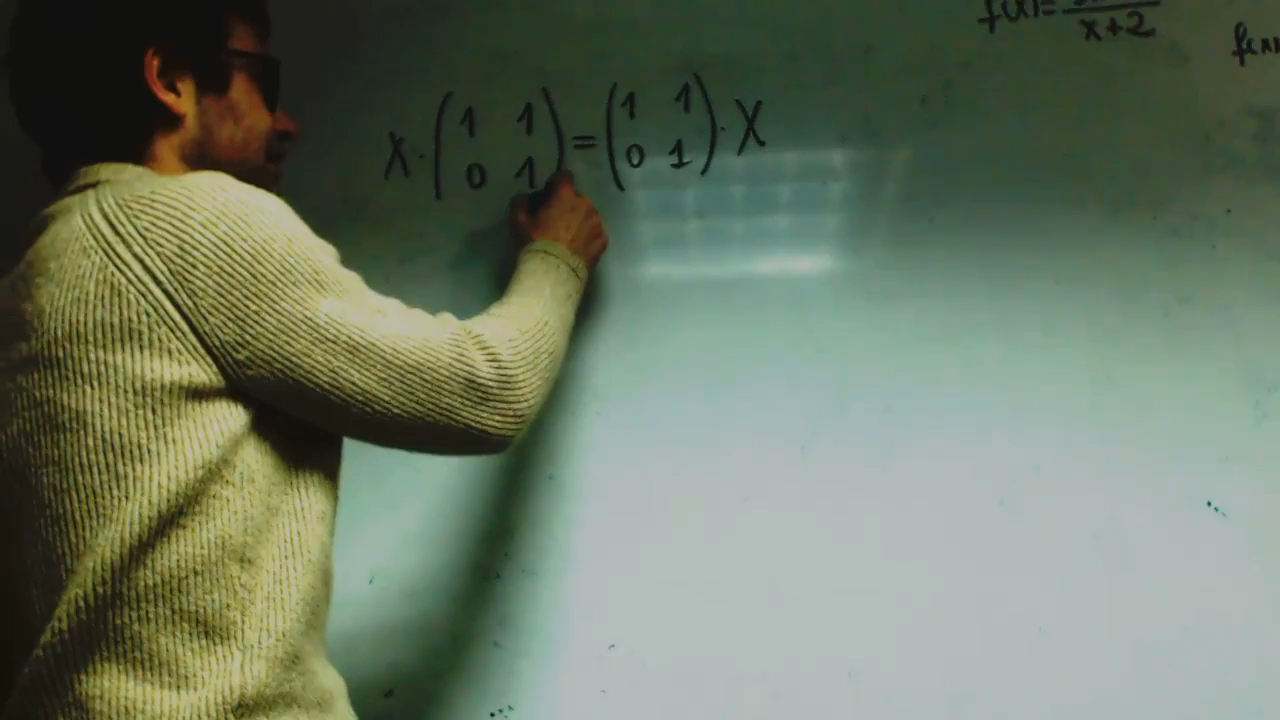 f(x)=
x+2
X · (1 1) = (1 1) · X
(0 1) (0 1)